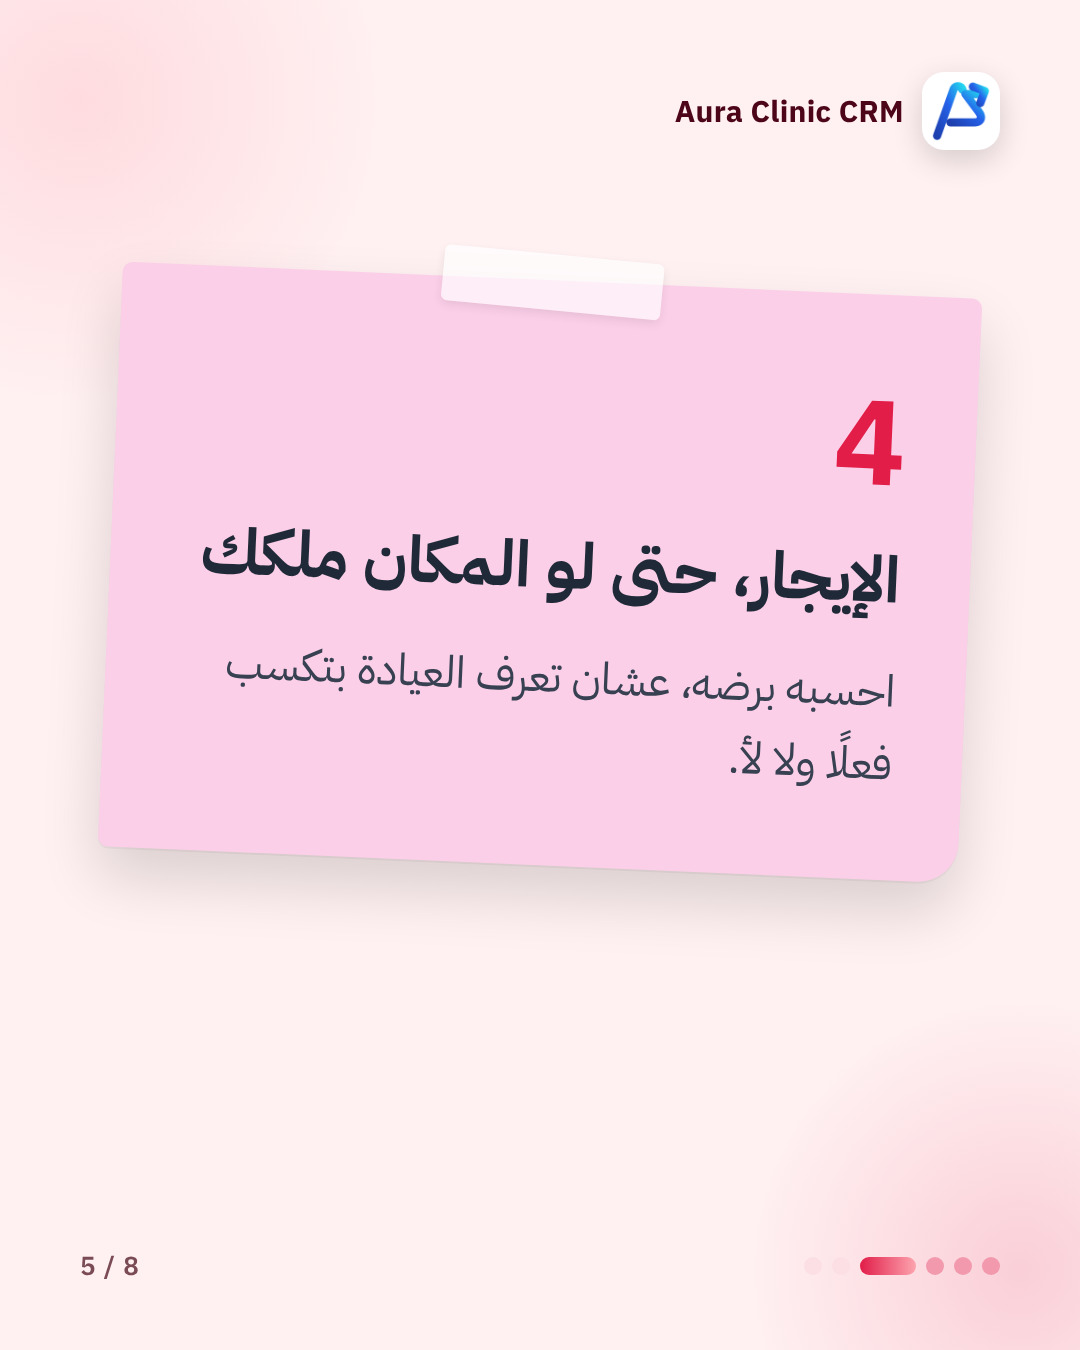 Aura Clinic CRM
4
الإيجار، حتى لو المكان ملكك
احسبه برضه، عشان تعرف العيادة بتكسب
فعلًا ولا لأ.
5 / 8